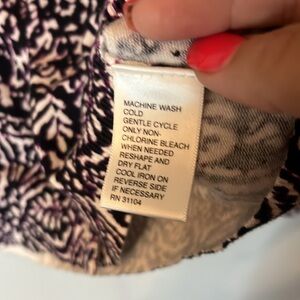 MACHINE WASH
COLD
GENTLE CYCLE
ONLY NON-
CHLORINE BLEACH
WHEN NEEDED
RESHAPE AND
DRY FLAT
COOL IRON ON
REVERSE SIDE
IF NECESSARY
RN 31104